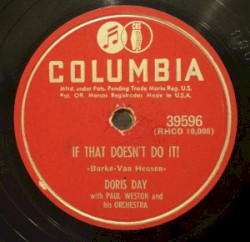 COLUMBIA
Mfrd. under Pats. Pending Trade Marks Reg. U.S.
Pat. Off. Marcas Registradas Made in U.S.A.
39596
(RHCO 10,008)
IF THAT DOESN'T DO IT!
-Burke-Van Heusen-
DORIS DAY
with PAUL WESTON and
his ORCHESTRA